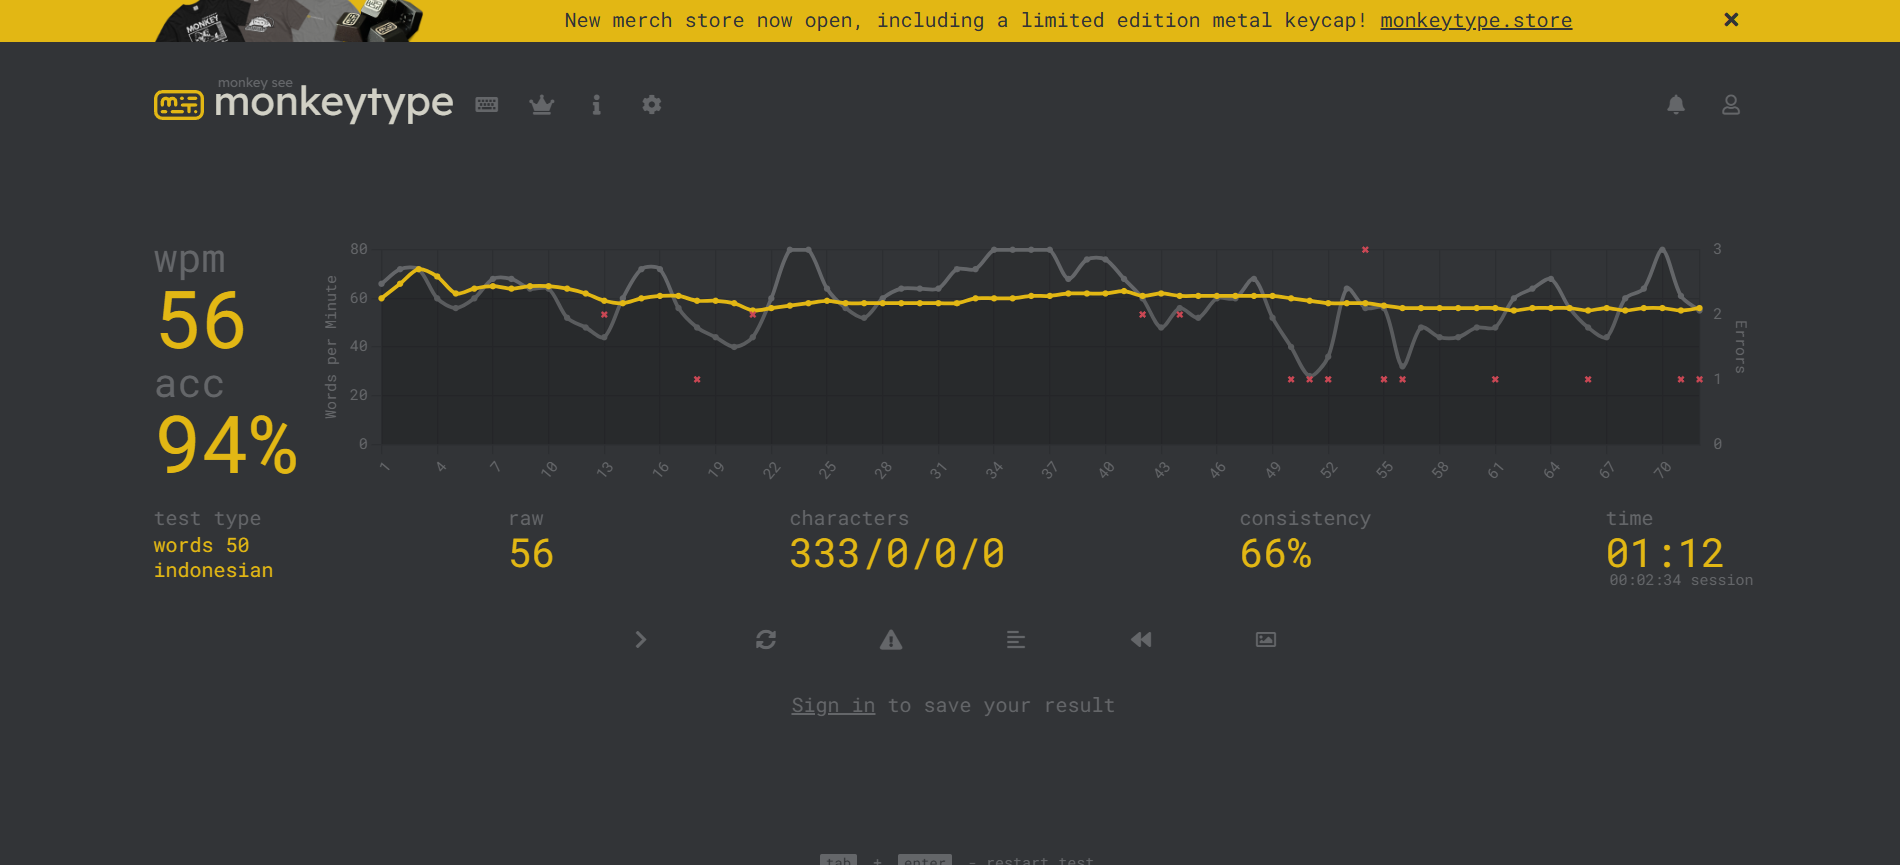 New merch store now open, including a limited edition metal keycap! monkeytype.store
monkey see
monkeytype
wpm
56
acc
94%
Words per Minute
80
60
40
20
0
1 4 7 10 13 16 19 22 25 28 31 34 37 40 43 46 49 52 55 58 61 64 67 70
3
2
1
0
Errors
test type
words 50
indonesian
raw
56
characters
333/0/0/0
consistency
66%
time
01:12
00:02:34 session
Sign in to save your result
tab + enter - restart test